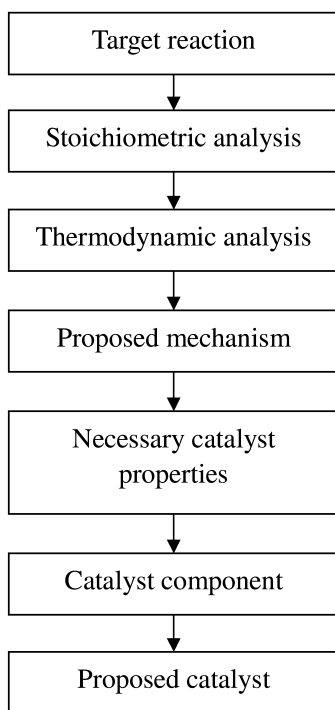 Target reaction
Stoichiometric analysis
Thermodynamic analysis
Proposed mechanism
Necessary catalyst
properties
Catalyst component
Proposed catalyst